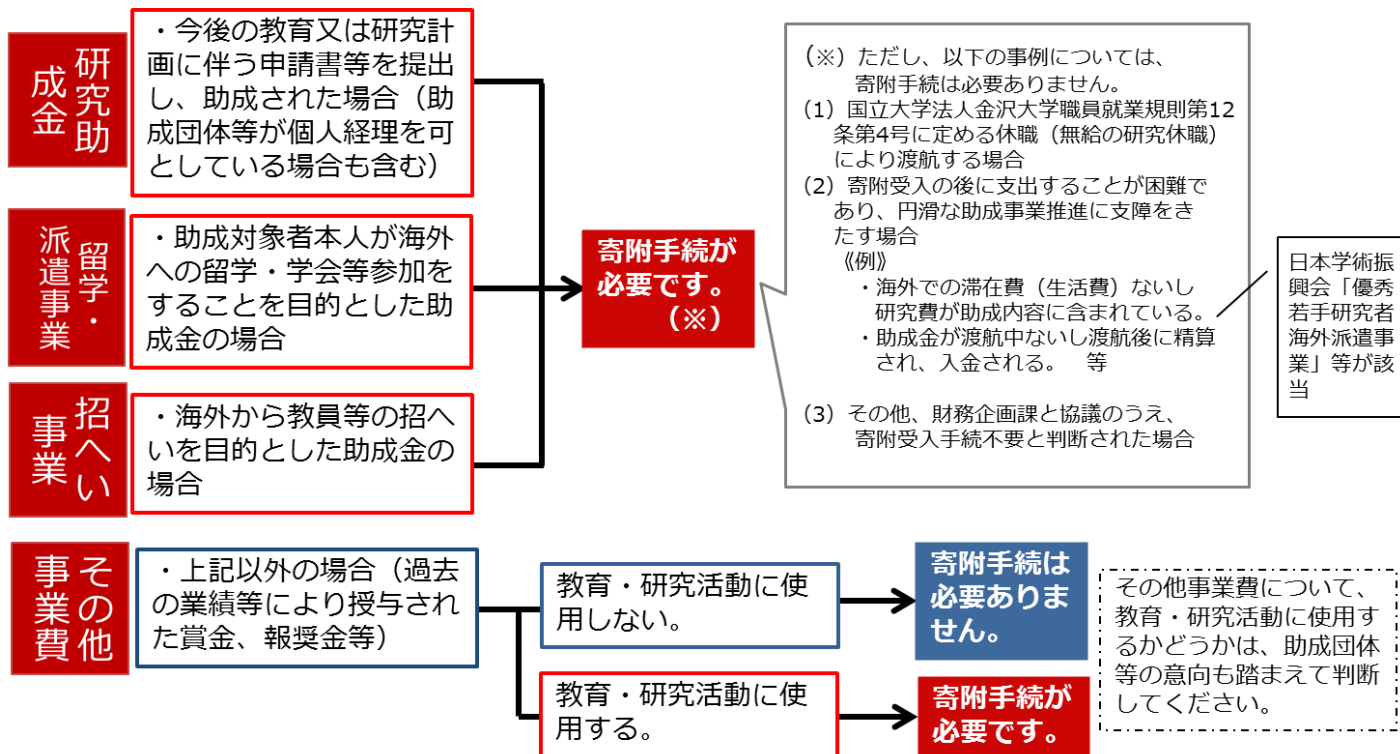 研究助
成金
・今後の教育又は研究計
画に伴う申請書等を提出
し、助成された場合（助
成団体等が個人経理を可
としている場合も含む）
留学・
派遣事業
・助成対象者本人が海外
への留学・学会等参加を
することを目的とした助
成金の場合
招へい
事業
・海外から教員等の招へ
いを目的とした助成金の
場合
寄附手続が
必要です。
（※）
（※）ただし、以下の事例については、
寄附手続は必要ありません。
（1）国立大学法人金沢大学職員就業規則第12
条第4号に定める休職（無給の研究休職）
により渡航する場合
（2）寄附受入の後に支出することが困難で
あり、円滑な助成事業推進に支障をき
たす場合
《例》
・海外での滞在費（生活費）ないし
研究費が助成内容に含まれている。
・助成金が渡航中ないし渡航後に精算
され、入金される。　等
（3）その他、財務企画課と協議のうえ、
寄附受入手続不要と判断された場合
日本学術振
興会「優秀
若手研究者
海外派遣事
業」等が該
当
その他
事業費
・上記以外の場合（過去
の業績等により授与され
た賞金、報奨金等）
教育・研究活動に使
用しない。
寄附手続は
必要ありま
せん。
教育・研究活動に使
用する。
寄附手続が
必要です。
その他事業費について、
教育・研究活動に使用す
るかどうかは、助成団体
等の意向も踏まえて判断
してください。